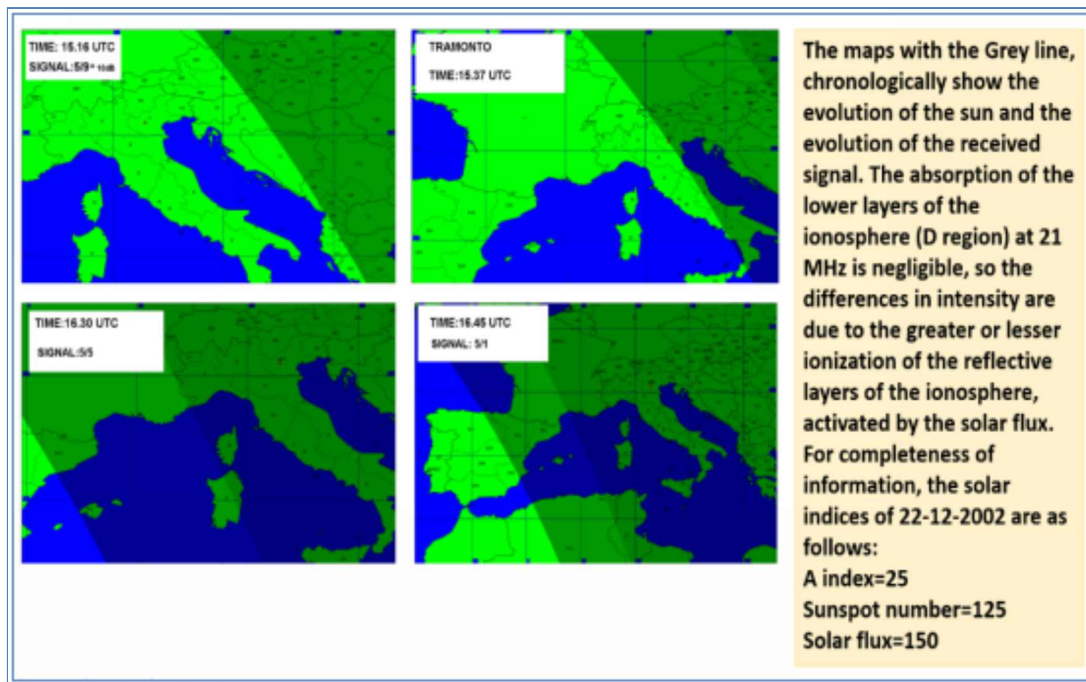 TIME: 15.16 UTC
SIGNAL:5/9+ 10dB
TRAMONTO
TIME:15.37 UTC
TIME:16.30 UTC
SIGNAL:5/5
TIME:16.45 UTC
SIGNAL: 5/1
The maps with the Grey line,
chronologically show the
evolution of the sun and the
evolution of the received
signal. The absorption of the
lower layers of the
ionosphere (D region) at 21
MHz is negligible, so the
differences in intensity are
due to the greater or lesser
ionization of the reflective
layers of the ionosphere,
activated by the solar flux.
For completeness of
information, the solar
indices of 22-12-2002 are as
follows:
A index=25
Sunspot number=125
Solar flux=150